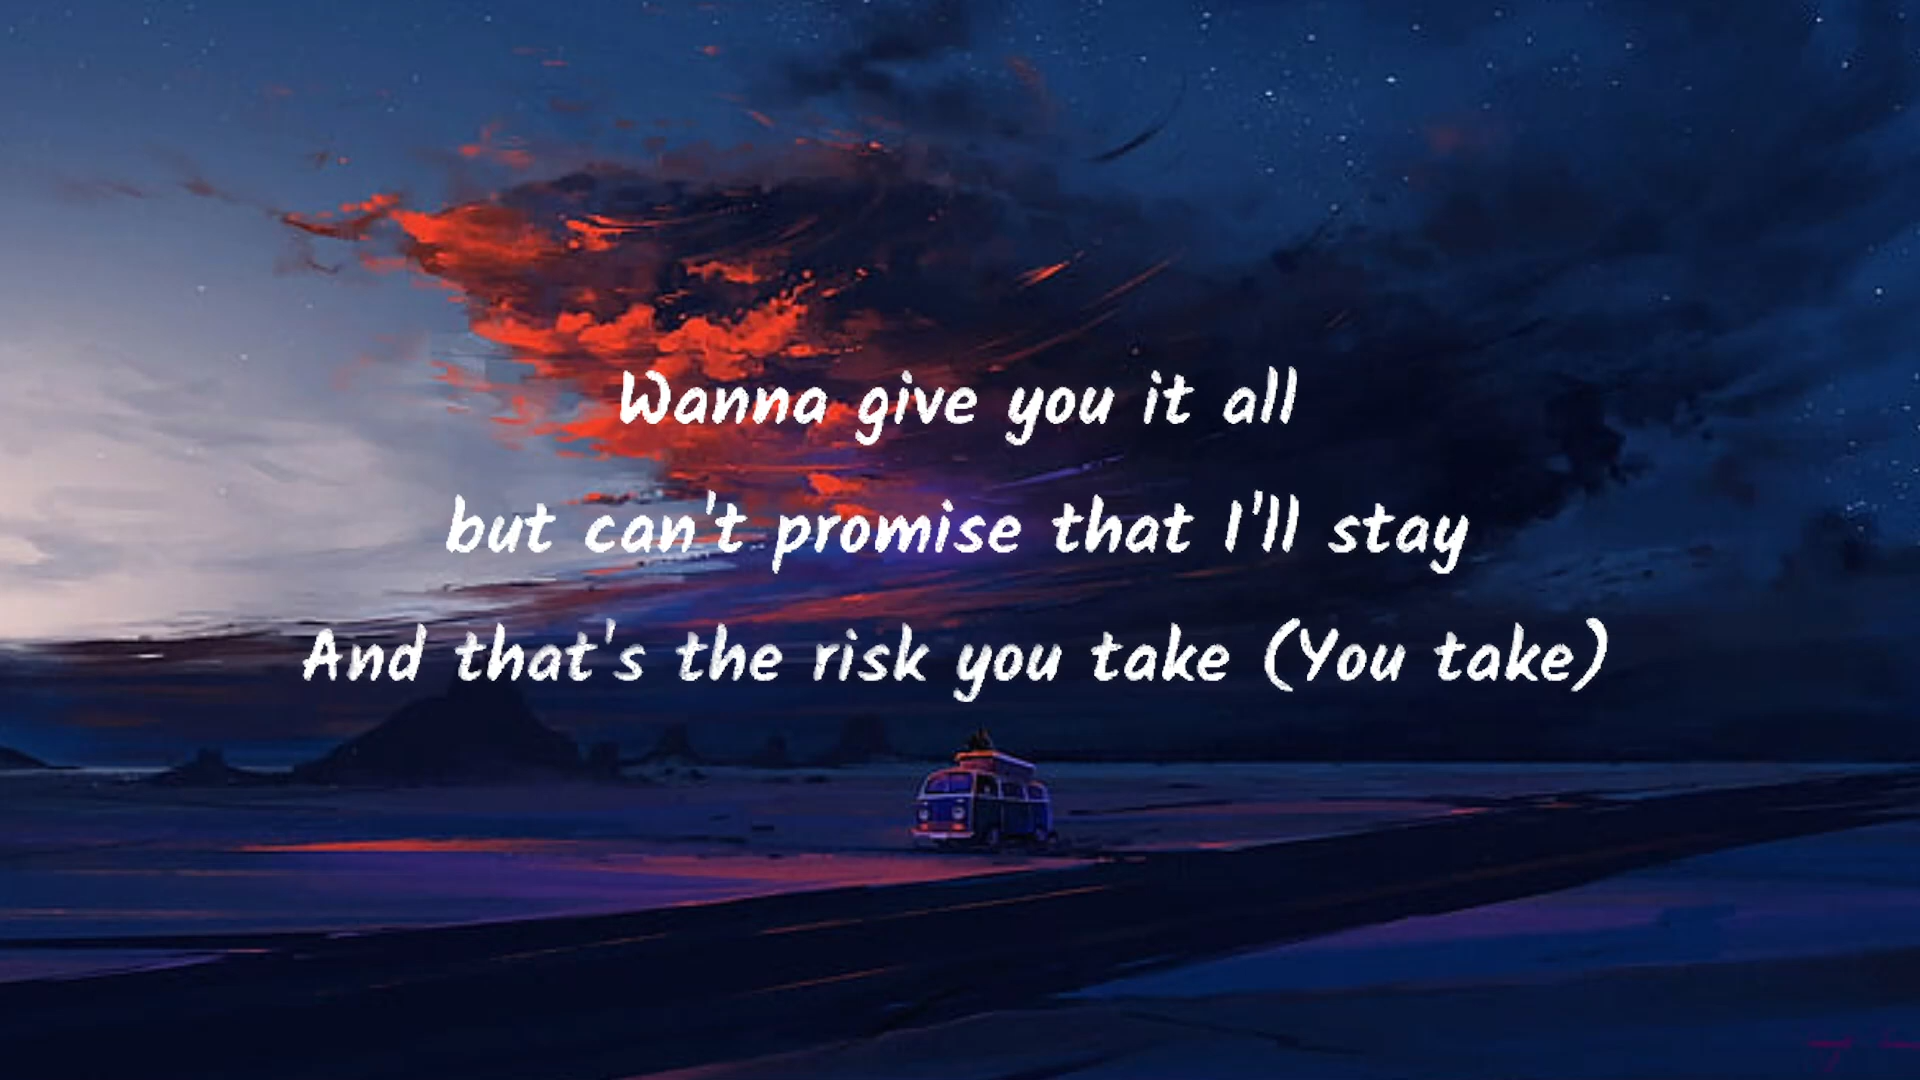 Wanna give you it all
but can't promise that I'll stay
And that's the risk you take (You take)